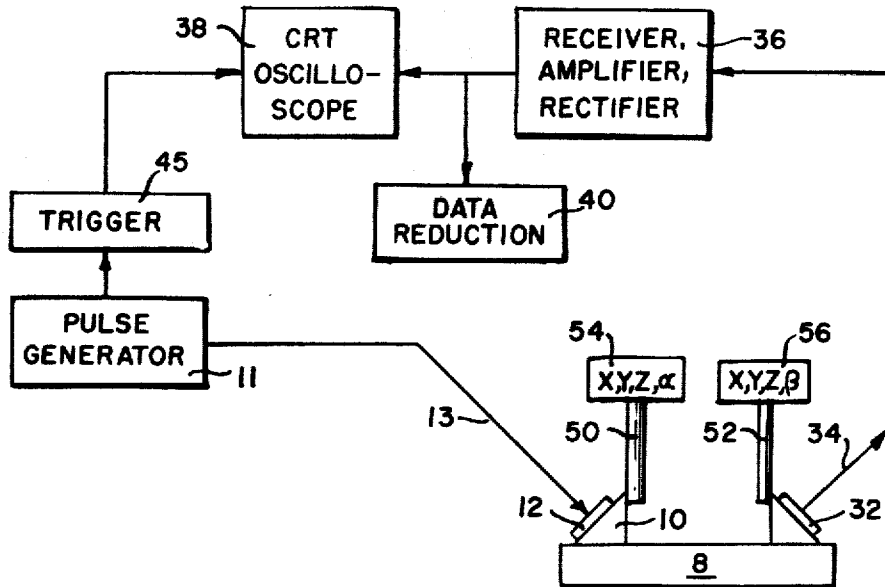 38
CRT
OSCILLO-
SCOPE
RECEIVER,
AMPLIFIER,
RECTIFIER
36
45
TRIGGER
DATA
REDUCTION
40
PULSE
GENERATOR
11
54
X,Y,Z,α
56
X,Y,Z,β
13
50
52
34
12
10
32
8